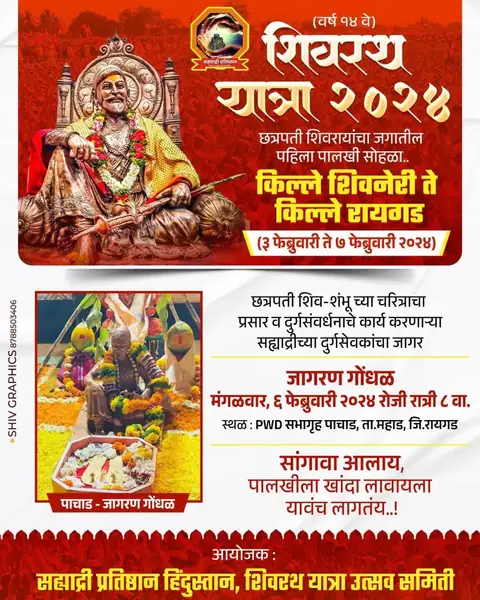 (वर्ष १४ वे)
सह्याद्री प्रतिष्ठान
शिवरथ
यात्रा २०२४
छत्रपती शिवरायांचा जगातील
पहिला पालखी सोहळा..
किल्ले शिवनेरी ते
किल्ले रायगड
(३ फेब्रुवारी ते ७ फेब्रुवारी २०२४)
छत्रपती शिव-शंभू च्या चरित्राचा
प्रसार व दुर्गसंवर्धनाचे कार्य करणाऱ्या
सह्याद्रीच्या दुर्गसेवकांचा जागर
जागरण गोंधळ
मंगळवार, ६ फेब्रुवारी २०२४ रोजी रात्री ८ वा.
स्थळ : PWD सभागृह पाचाड, ता.महाड, जि.रायगड
सांगावा आलाय,
पालखीला खांदा लावायला
यावंच लागतंय..!
पाचाड - जागरण गोंधळ
SHIV GRAPHICS 8788503406
आयोजक :
सह्याद्री प्रतिष्ठान हिंदुस्तान, शिवरथ यात्रा उत्सव समिती